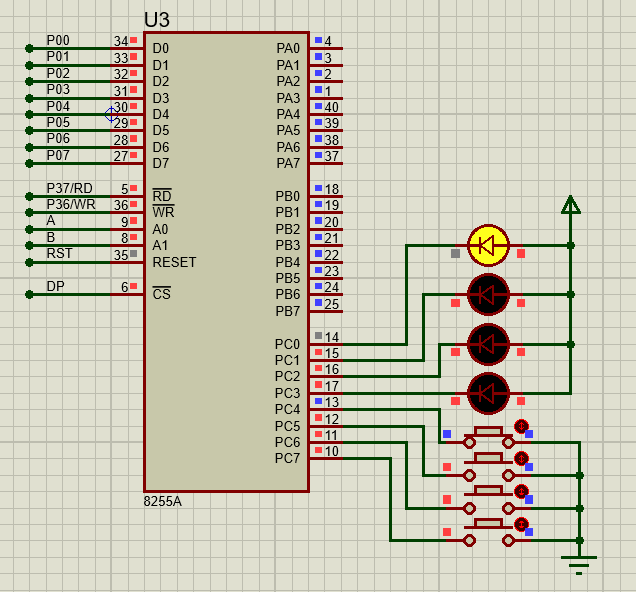 U3
P00 34 D0 PA0 4
P01 33 D1 PA1 3
P02 32 D2 PA2 2
P03 31 D3 PA3 1
P04 30 D4 PA4 40
P05 29 D5 PA5 39
P06 28 D6 PA6 38
P07 27 D7 PA7 37
P37/RD 5 RD PB0 18
P36/WR 36 WR PB1 19
A 9 A0 PB2 20
B 8 A1 PB3 21
RST 35 RESET PB4 22
PB5 23
DP 6 CS PB6 24
PB7 25
PC0 14
PC1 15
PC2 16
PC3 17
PC4 13
PC5 12
PC6 11
PC7 10
8255A